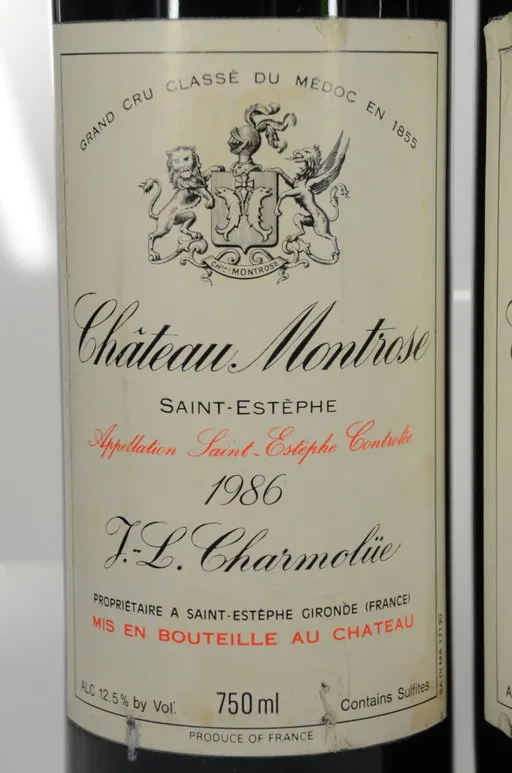 GRAND CRU CLASSÉ DU MÉDOC EN 1855
CHAU MONTROSE
Château Montrose
SAINT-ESTÈPHE
Appellation Saint-Estèphe Controlée
1986
J.-L. Charmolüe
PROPRIÉTAIRE A SAINT-ESTÈPHE GIRONDE (FRANCE)
MIS EN BOUTEILLE AU CHATEAU
ALC 12.5% by Vol.
750 ml
Contains Sulfites
PRODUCE OF FRANCE